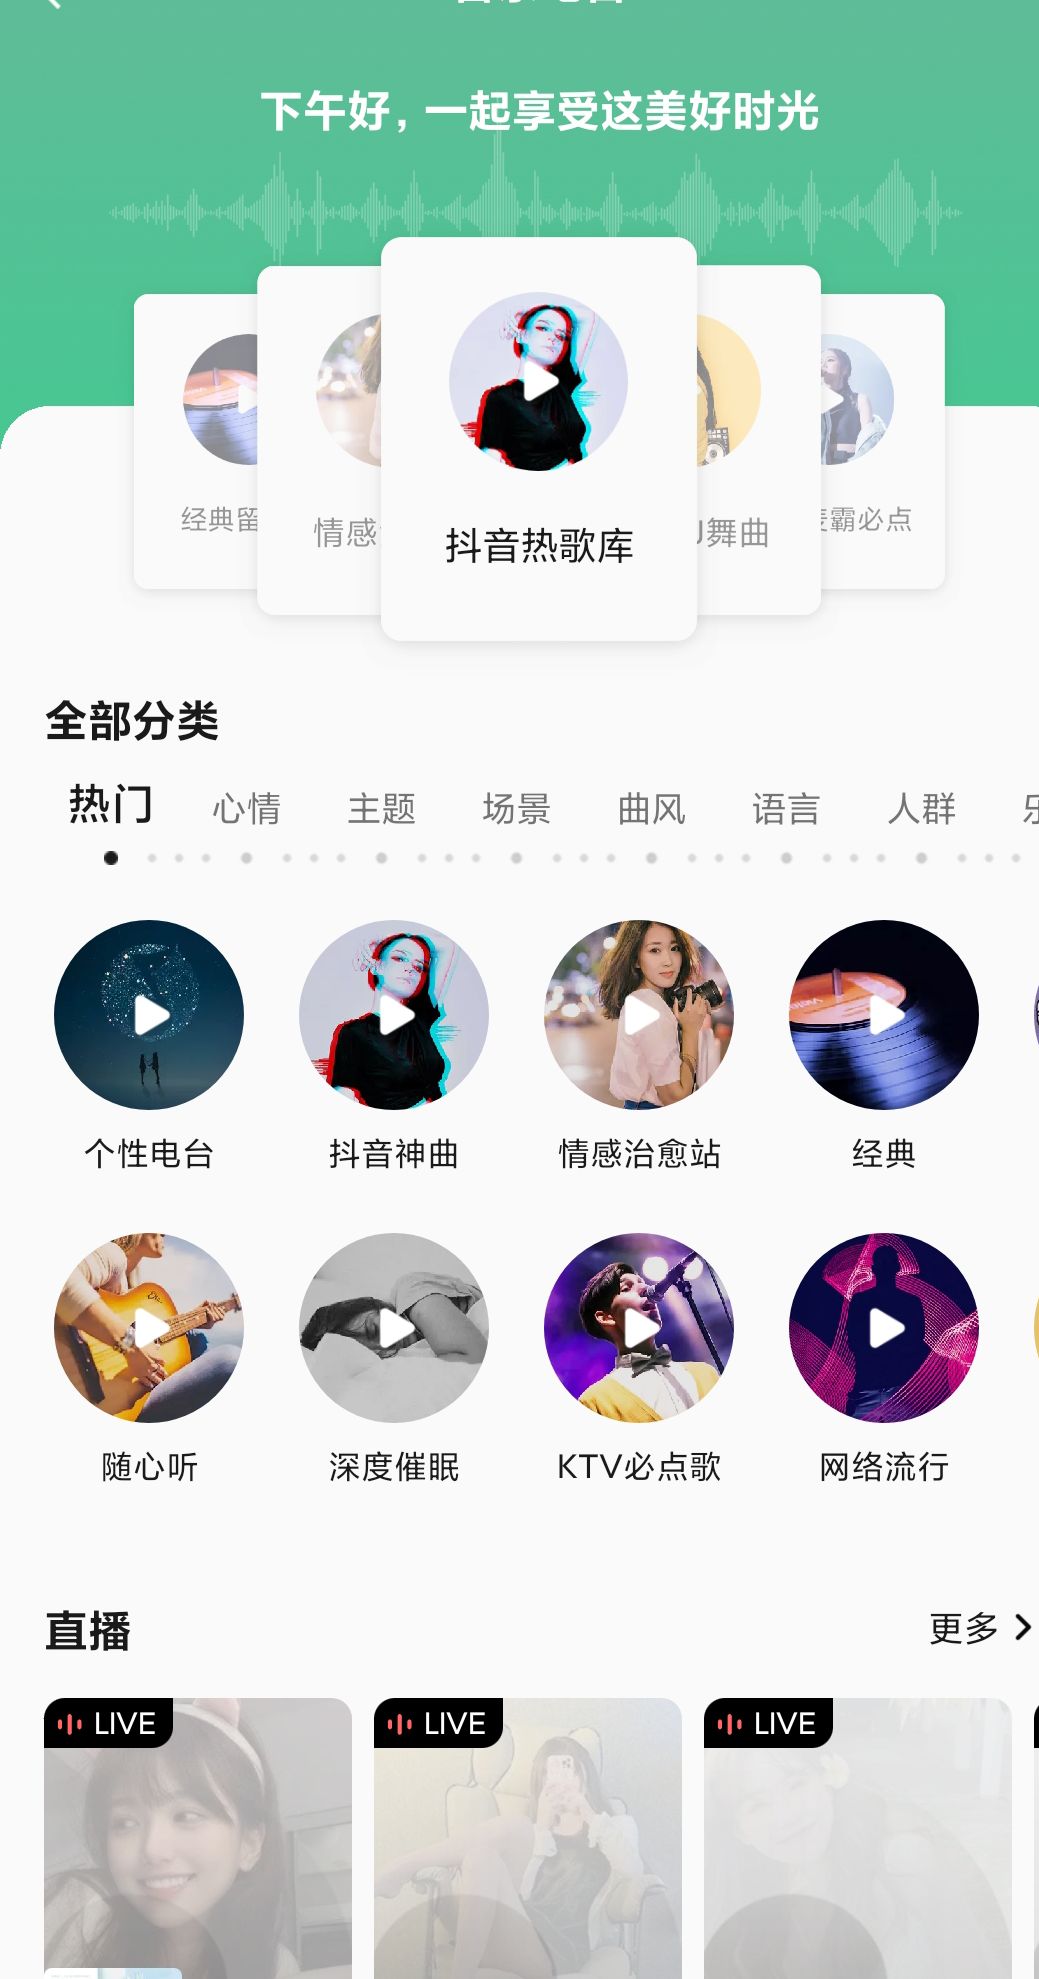 下午好，一起享受这美好时光
经典留
情感
抖音热歌库
舞曲
霸必点
全部分类
热门
心情
主题
场景
曲风
语言
人群
个性电台
抖音神曲
情感治愈站
经典
随心听
深度催眠
KTV必点歌
网络流行
直播
更多
LIVE
LIVE
LIVE